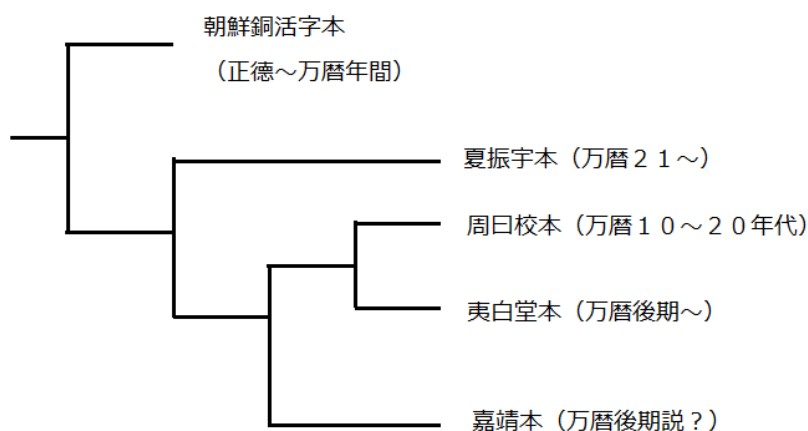 朝鮮銅活字本
（正徳～万暦年間）
夏振宇本（万暦２１～）
周曰校本（万暦１０～２０年代）
夷白堂本（万暦後期～）
嘉靖本（万暦後期説？）